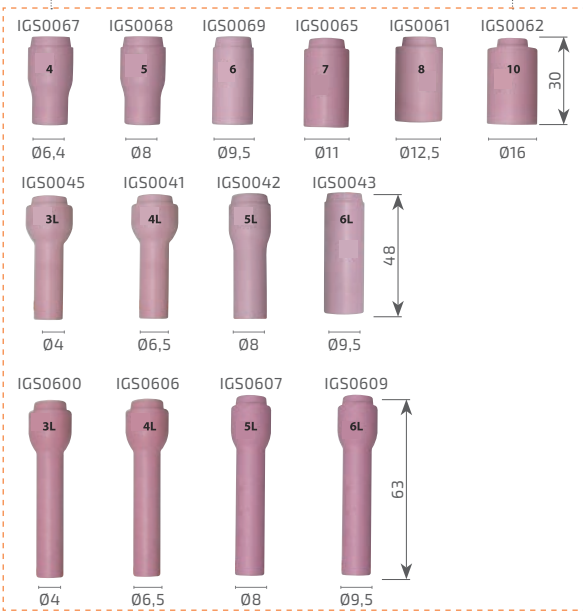 IGS0067 IGS0068 IGS0069 IGS0065 IGS0061 IGS0062
4 5 6 7 8 10
30
Ø6,4 Ø8 Ø9,5 Ø11 Ø12,5 Ø16
IGS0045 IGS0041 IGS0042 IGS0043
3L 4L 5L 6L
48
Ø4 Ø6,5 Ø8 Ø9,5
IGS0600 IGS0606 IGS0607 IGS0609
3L 4L 5L 6L
63
Ø4 Ø6,5 Ø8 Ø9,5